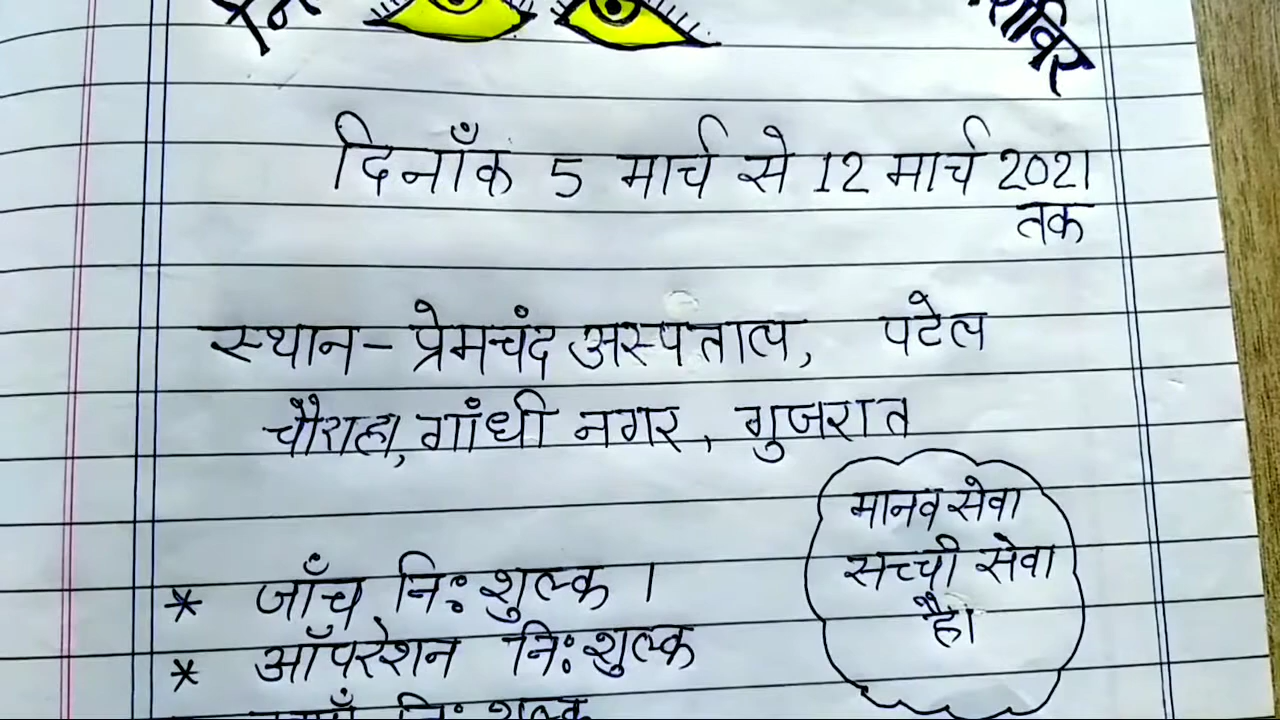 शिविर
दिनाँक 5 मार्च से 12 मार्च 2021
तक
स्थान- प्रेमचंद अस्पताल, पटेल
चौराहा, गांधी नगर, गुजरात
मानव सेवा
सच्ची सेवा
है।
* जाँच निःशुल्क ।
* ऑपरेशन निःशुल्क
निःशुल्क